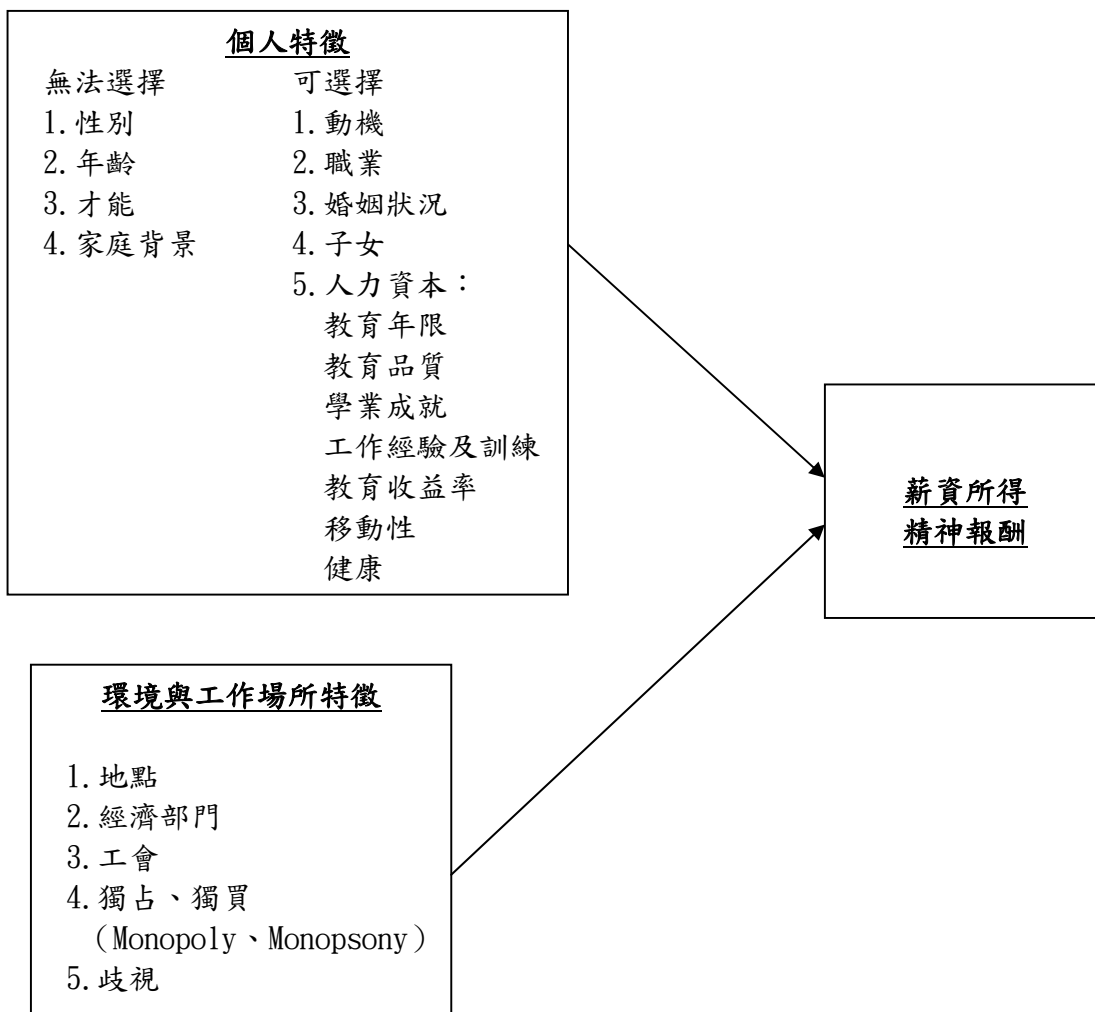 個人特徵
無法選擇
1.性別
2.年齡
3.才能
4.家庭背景
可選擇
1.動機
2.職業
3.婚姻狀況
4.子女
5.人力資本：
教育年限
教育品質
學業成就
工作經驗及訓練
教育收益率
移動性
健康
薪資所得
精神報酬
環境與工作場所特徵
1.地點
2.經濟部門
3.工會
4.獨占、獨買
（Monopoly、Monopsony）
5.歧視